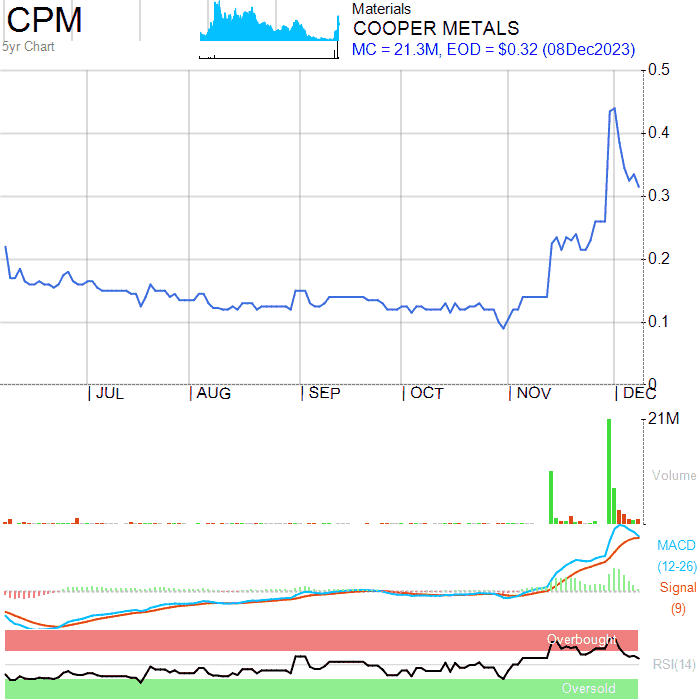 CPM
5yr Chart
Materials
COOPER METALS
MC = 21.3M, EOD = $0.32 (08Dec2023)
0.5
0.4
0.3
0.2
0.1
0
JUL AUG SEP OCT NOV DEC
21M
Volume
MACD
(12-26)
Signal
(9)
Overbought
RSI(14)
Oversold